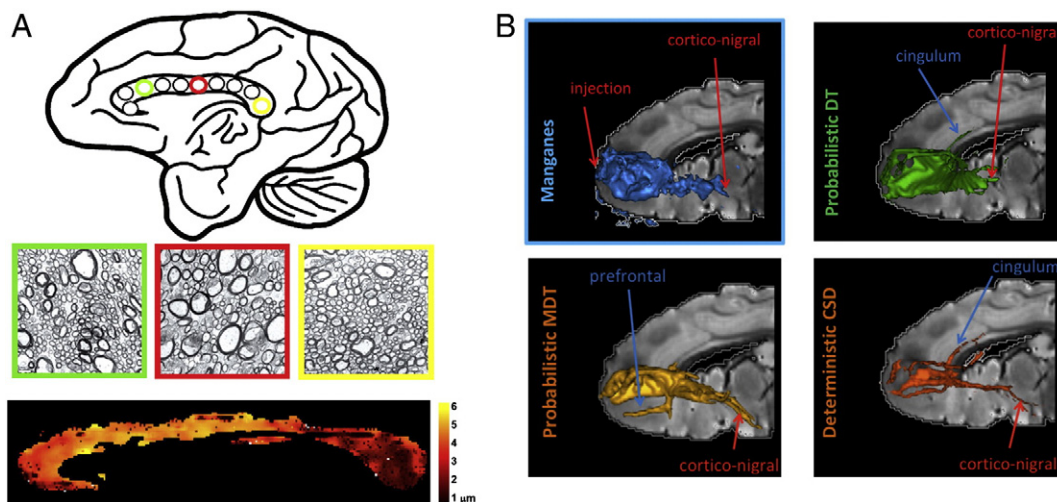 A
B
6
5
4
3
2
1 μm
Manganes
injection
cortico-nigral
Probabilistic DT
cingulum
cortico-nigra
Probabilistic MDT
prefrontal
cortico-nigral
Deterministic CSD
cingulum
cortico-nigral